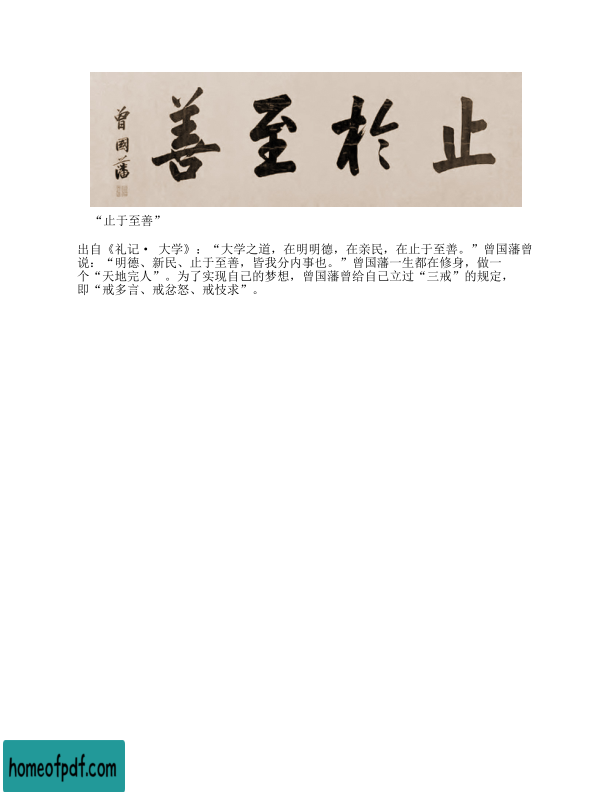 止於至善
曾國藩
“止于至善”
出自《礼记• 大学》；“大学之道，在明明德，在亲民，在止于至善。”曾国藩曾
说：“明德、新民、止于至善，皆我分内事也。”曾国藩一生都在修身，做一
个“天地完人”。为了实现自己的梦想，曾国藩曾给自己立过“三戒”的规定，
即“戒多言、戒忿怒、戒忮求”。
homeofpdf.com